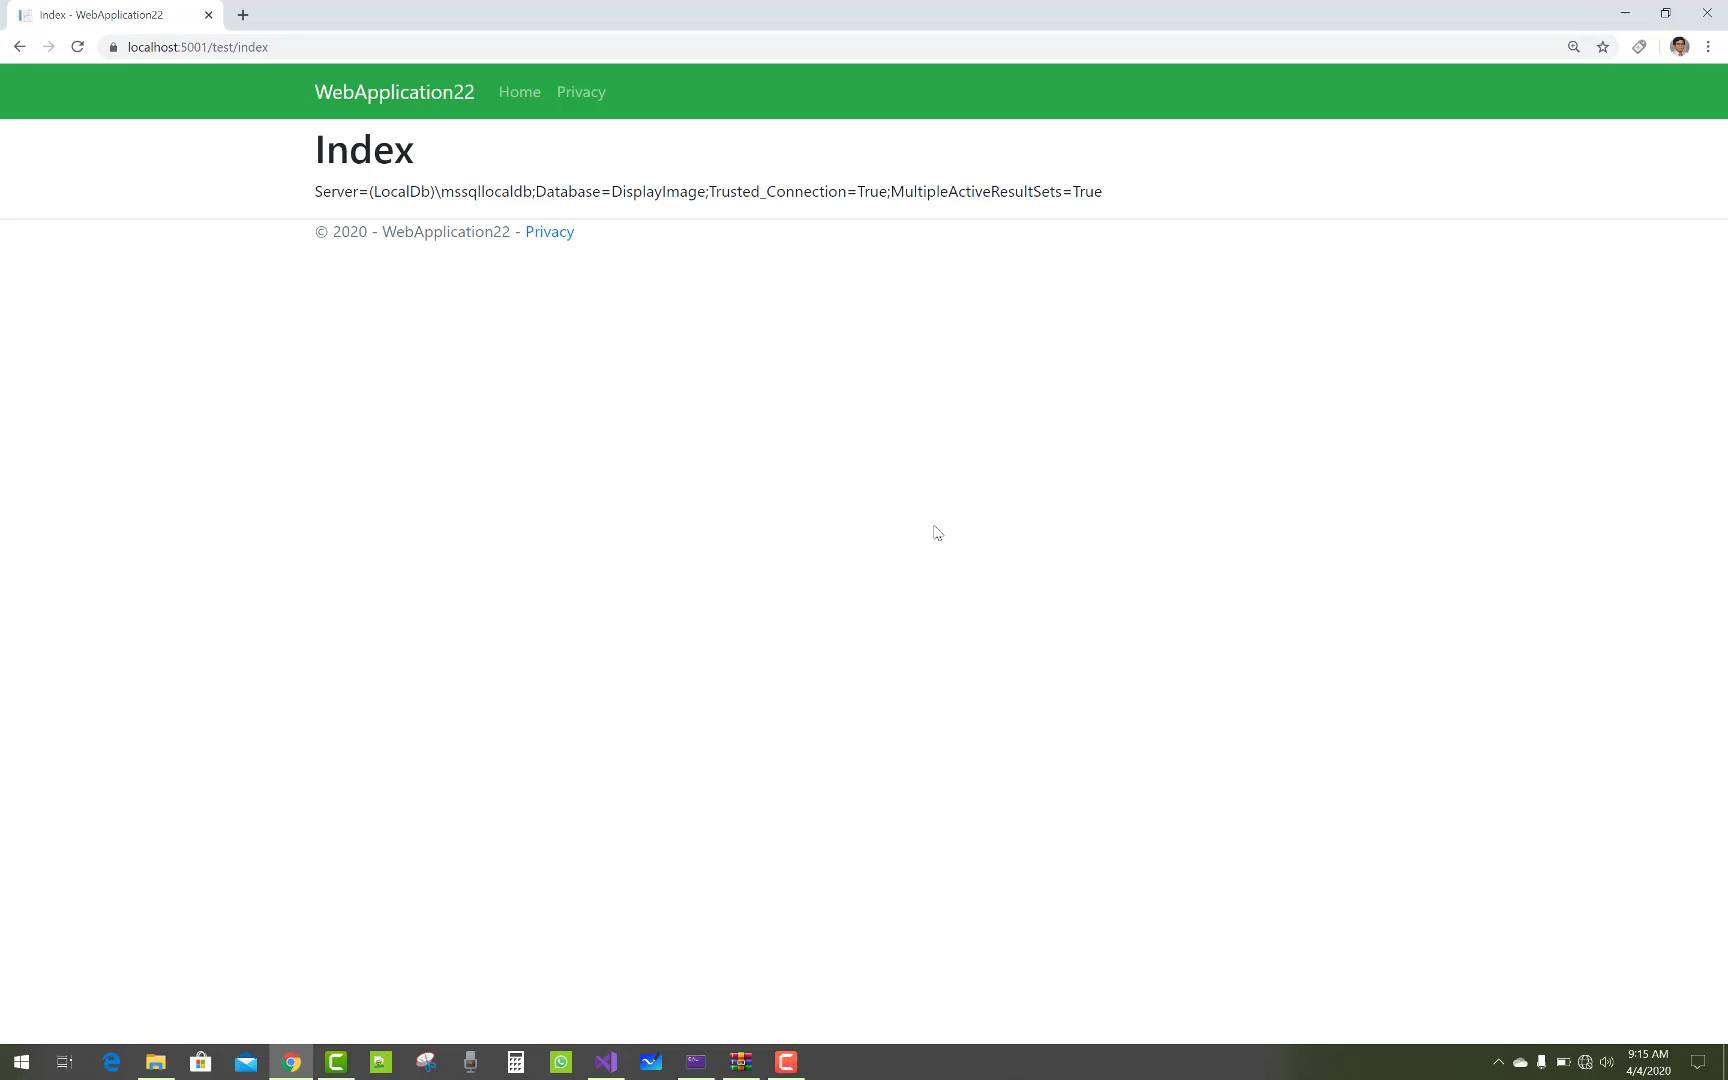 Index - WebApplication22
localhost:5001/test/index
WebApplication22 Home Privacy
Index
Server=(LocalDb)\mssqllocaldb;Database=DisplayImage;Trusted_Connection=True;MultipleActiveResultSets=True
© 2020 - WebApplication22 - Privacy
9:15 AM
4/4/2020